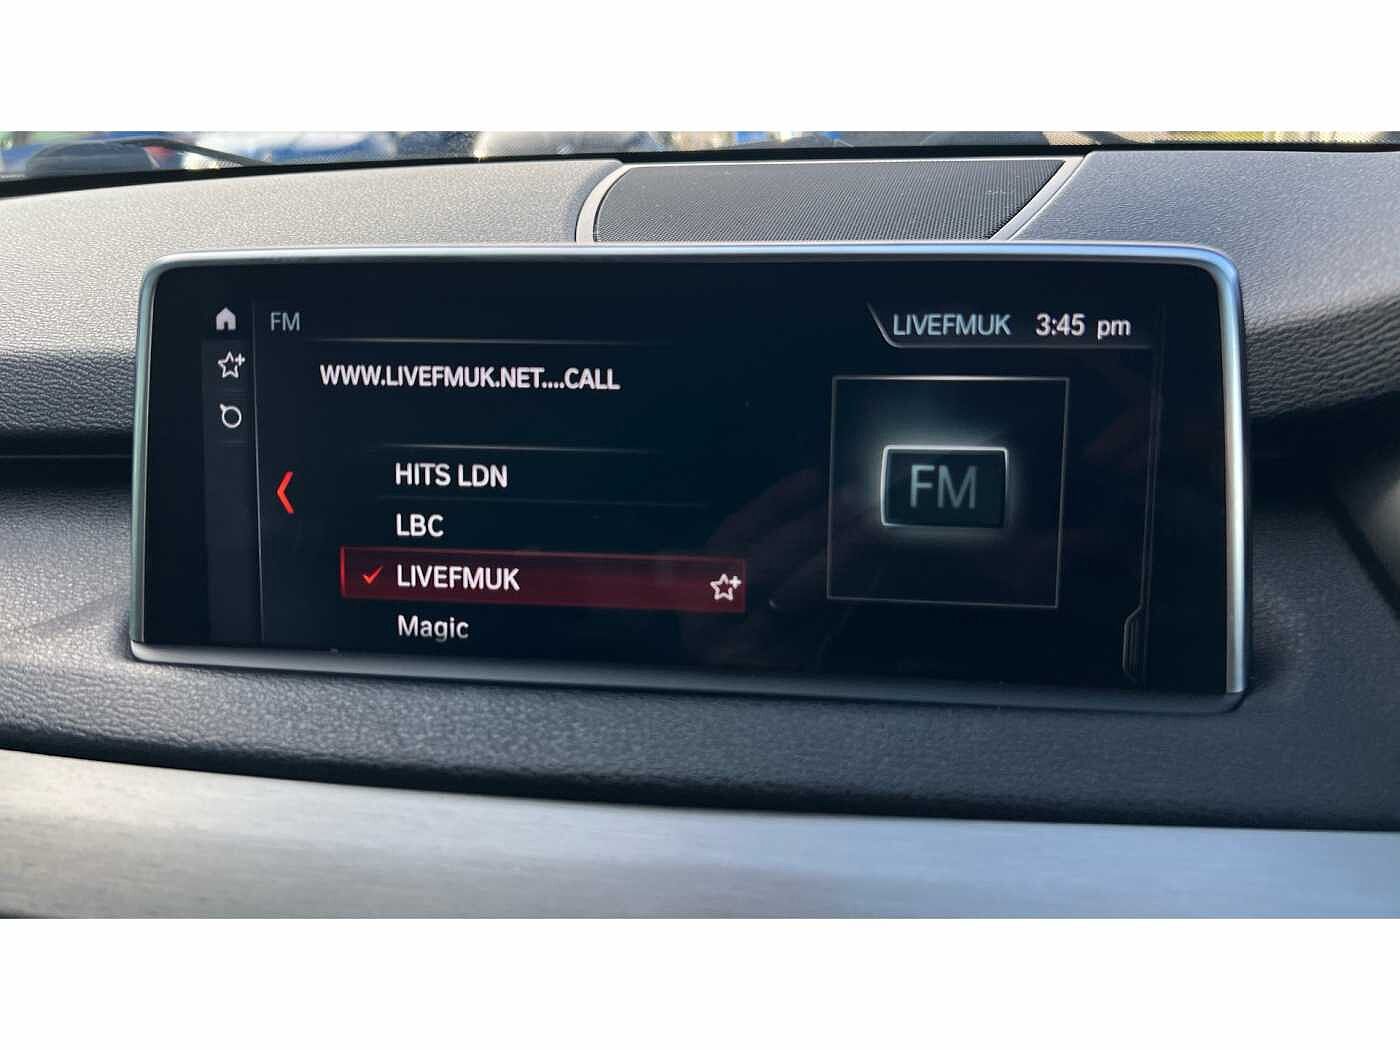 FM
LIVEFMUK 3:45 pm
WWW.LIVEFMUK.NET....CALL
HITS LDN
LBC
LIVEFMUK
Magic
FM